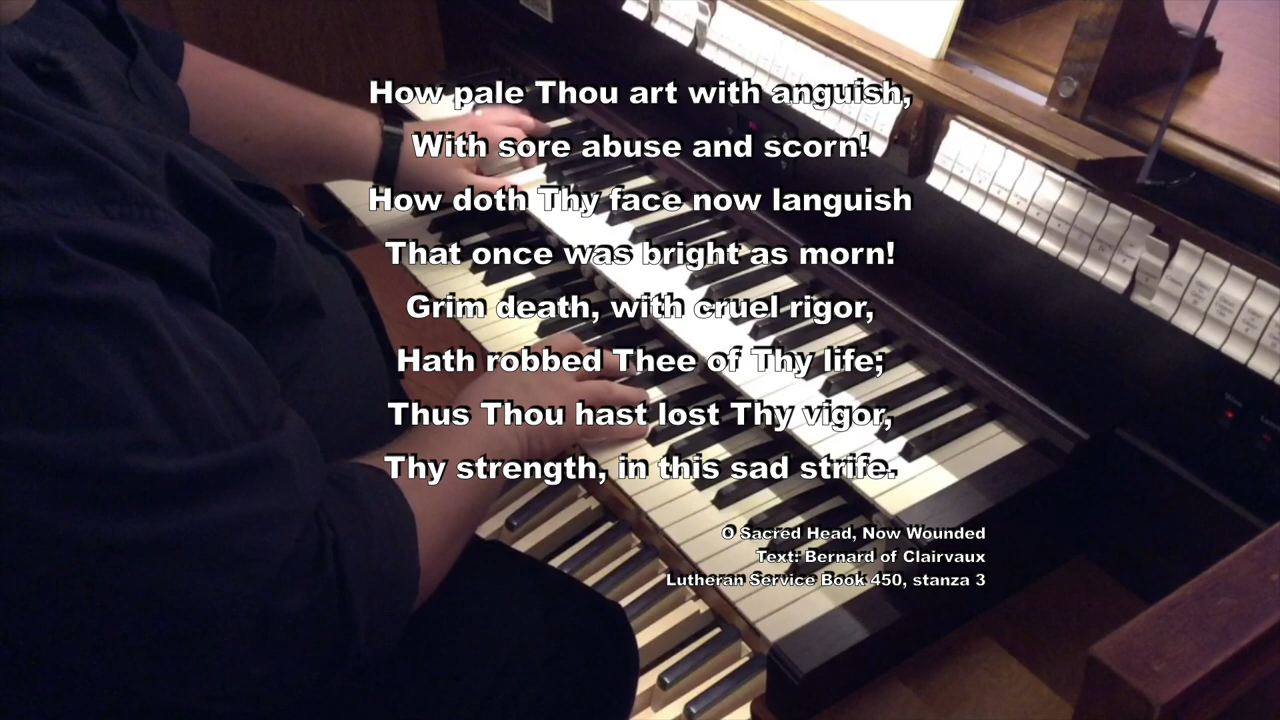 How pale Thou art with anguish,
With sore abuse and scorn!
How doth Thy face now languish
That once was bright as morn!
Grim death, with cruel rigor,
Hath robbed Thee of Thy life;
Thus Thou hast lost Thy vigor,
Thy strength, in this sad strife.
O Sacred Head, Now Wounded
Text: Bernard of Clairvaux
Lutheran Service Book 450, stanza 3